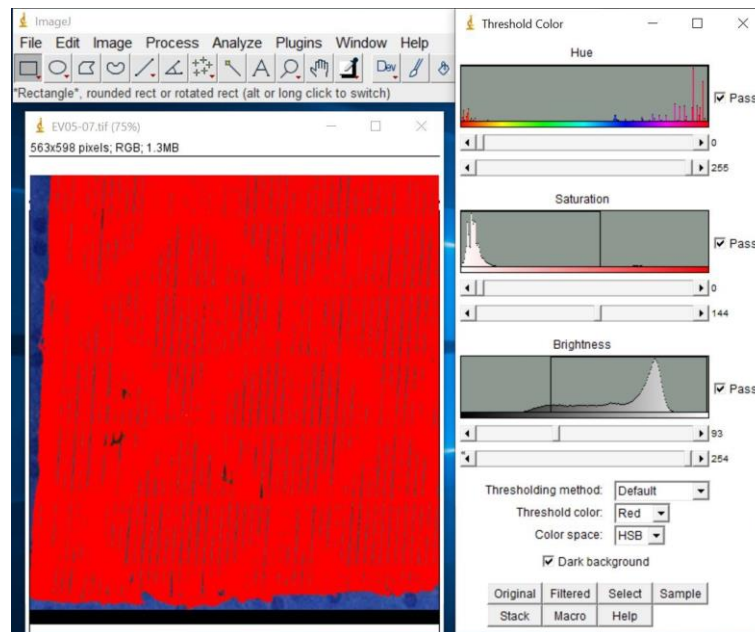 ImageJ
File Edit Image Process Analyze Plugins Window Help
Dev
*Rectangle*, rounded rect or rotated rect (alt or long click to switch)
EV05-07.tif (75%)
563x598 pixels; RGB; 1.3MB
Threshold Color
Hue
Pass
0
255
Saturation
Pass
0
144
Brightness
Pass
93
254
Thresholding method: Default
Threshold color: Red
Color space: HSB
Dark background
Original Filtered Select Sample
Stack Macro Help